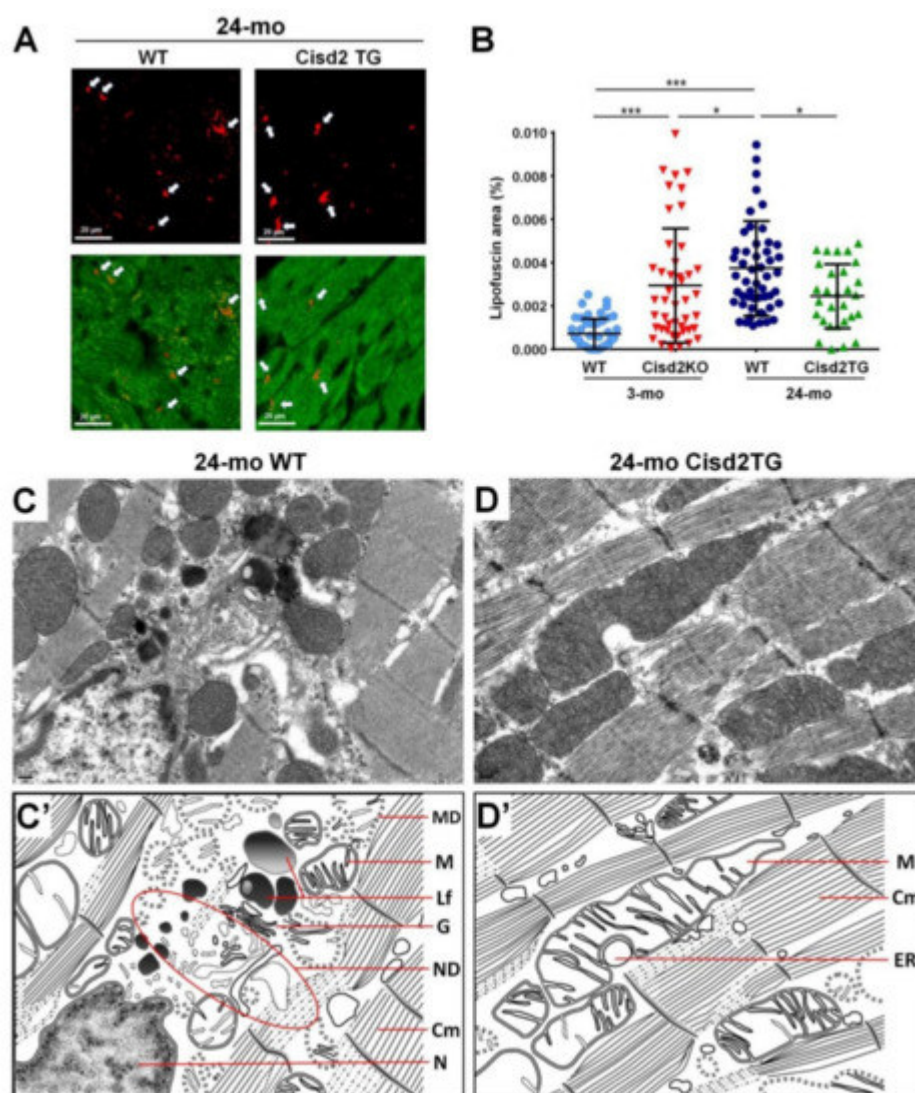 A
24-mo
WT
Cisd2 TG
20 μm
20 μm
20 μm
20 μm
B
***
***
*
*
Lipofuscin area (%)
0.010
0.008
0.006
0.004
0.002
0.000
WT
Cisd2KO
WT
Cisd2TG
3-mo
24-mo
24-mo WT
24-mo Cisd2TG
C
D
C'
MD
M
Lf
G
ND
Cm
N
D'
M
Cm
ER